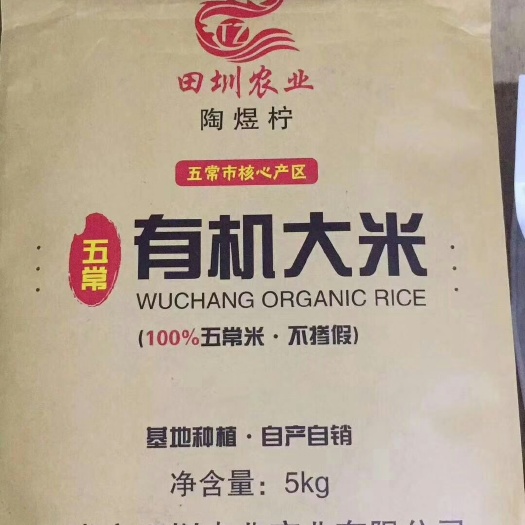 TZ
田圳农业
陶煜柠
五常市核心产区
五常
有机大米
WUCHANG ORGANIC RICE
(100%五常米·不掺假)
基地种植·自产自销
净含量：5kg